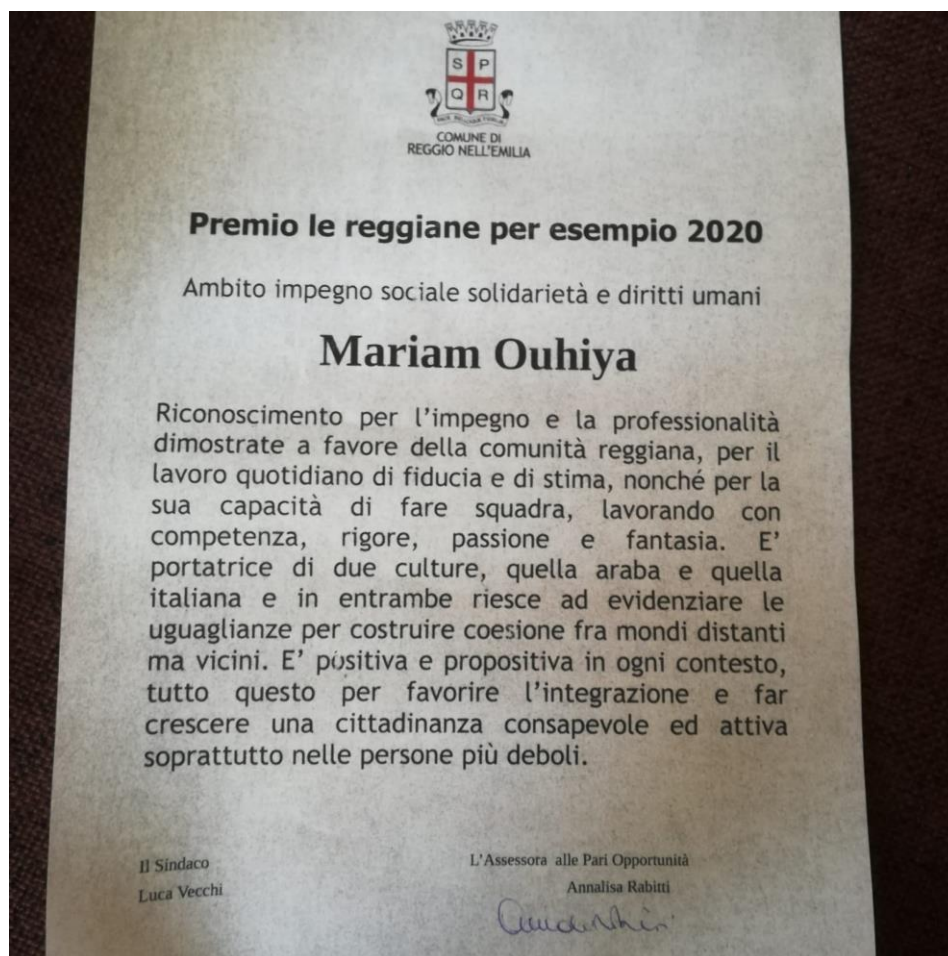 S P
Q R
COMUNE DI
REGGIO NELL'EMILIA
Premio le reggiane per esempio 2020
Ambito impegno sociale solidarietà e diritti umani
Mariam Ouhiya
Riconoscimento per l'impegno e la professionalità
dimostrate a favore della comunità reggiana, per il
lavoro quotidiano di fiducia e di stima, nonché per la
sua capacità di fare squadra, lavorando con
competenza, rigore, passione e fantasia. E'
portatrice di due culture, quella araba e quella
italiana e in entrambe riesce ad evidenziare le
uguaglianze per costruire coesione fra mondi distanti
ma vicini. E' positiva e propositiva in ogni contesto,
tutto questo per favorire l'integrazione e far
crescere una cittadinanza consapevole ed attiva
soprattutto nelle persone più deboli.
Il Sindaco
Luca Vecchi
L'Assessora alle Pari Opportunità
Annalisa Rabitti